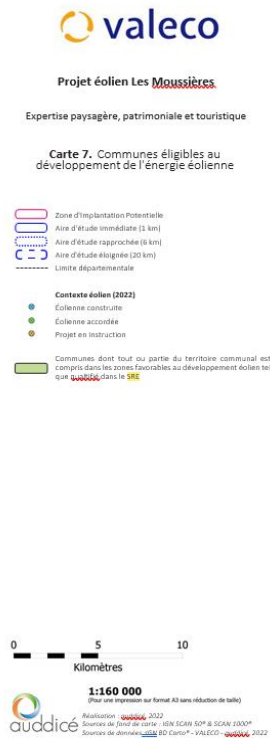 valeco
Projet éolien Les Moussières
Expertise paysagère, patrimoniale et touristique
Carte 7. Communes éligibles au
développement de l'énergie éolienne
Zone d'Implantation Potentielle
Aire d'étude immédiate (1 km)
Aire d'étude rapprochée (6 km)
Aire d'étude éloignée (20 km)
Limite départementale
Contexte éolien (2022)
Éolienne construite
Éolienne accordée
Projet en instruction
Communes dont tout ou partie du territoire communal est
compris dans les zones favorables au développement éolien tel
que qualifié dans le SRE
0 5 10
Kilomètres
1:160 000
(Pour une impression sur format A3 sans réduction de taille)
auddicé
Réalisation : auddicé, 2022
Sources de fond de carte : IGN SCAN 50® & SCAN 1000®
Sources de données : IGN BD Carto® - VALECO - auddicé, 2022